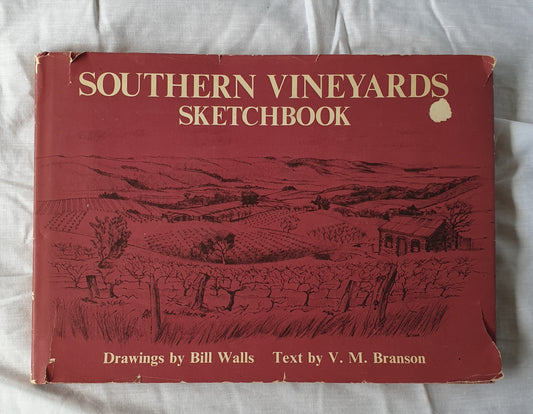 SOUTHERN VINEYARDS
SKETCHBOOK
Drawings by Bill Walls Text by V. M. Branson